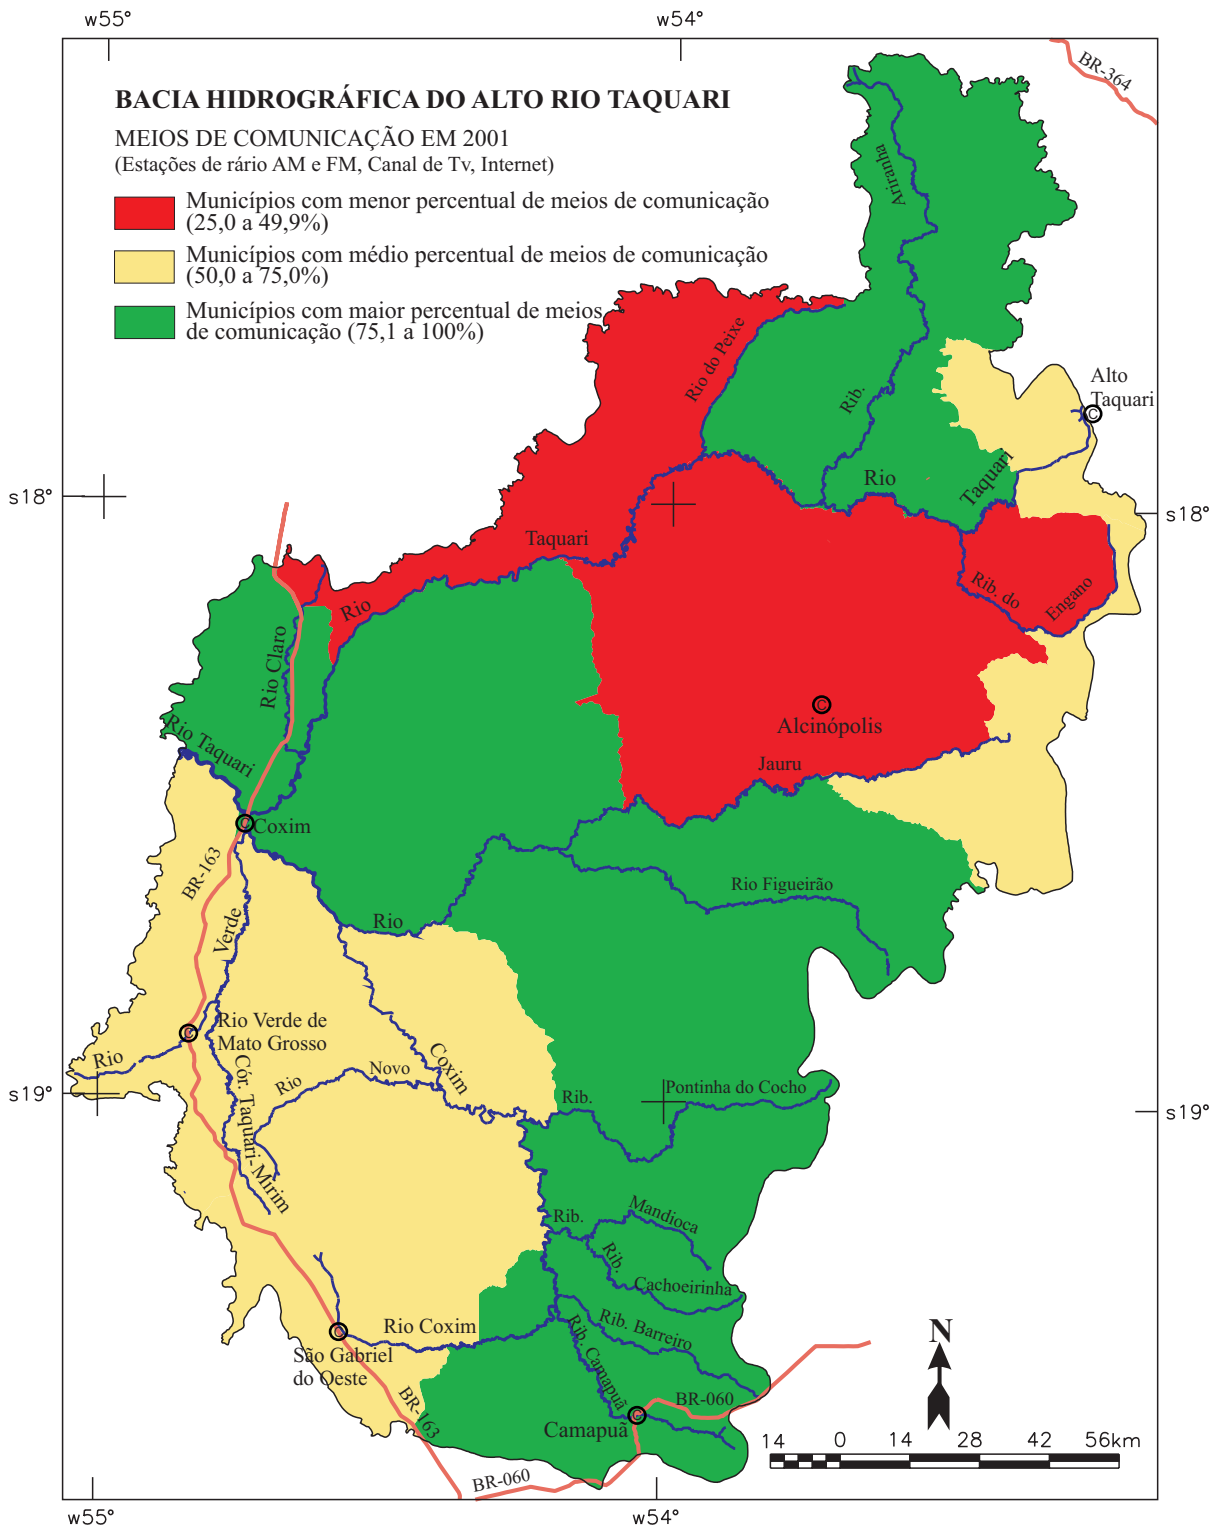 w55°
w54°
BR-364
BACIA HIDROGRÁFICA DO ALTO RIO TAQUARI
MEIOS DE COMUNICAÇÃO EM 2001
(Estações de rário AM e FM, Canal de Tv, Internet)
Municípios com menor percentual de meios de comunicação
(25,0 a 49,9%)
Municípios com médio percentual de meios de comunicação
(50,0 a 75,0%)
Municípios com maior percentual de meios
de comunicação (75,1 a 100%)
Ariranha
Rio do Peixe
Rib.
Alto
Taquari
C
Rio
Taquari
s18°
s18°
Taquari
Rio
Rib. do
Engano
Rio Claro
C
Alcinópolis
Rio Taquari
Jauru
C
Coxim
BR-163
Rio Figueirão
Verde
Rio
C
Rio Verde de
Mato Grosso
Rio
Cór. Taquari-Mirim
Rio
Novo
Coxim
Rib.
Pontinha do Cocho
s19°
s19°
Rib.
Mandioca
Rib.
Cachoeirinha
Rio Coxim
Rib. Barreiro
Rib. Camapuã
C
São Gabriel
do Oeste
N
BR-163
BR-060
C
Camapuã
BR-060
14
0
14
28
42
56km
w55°
w54°